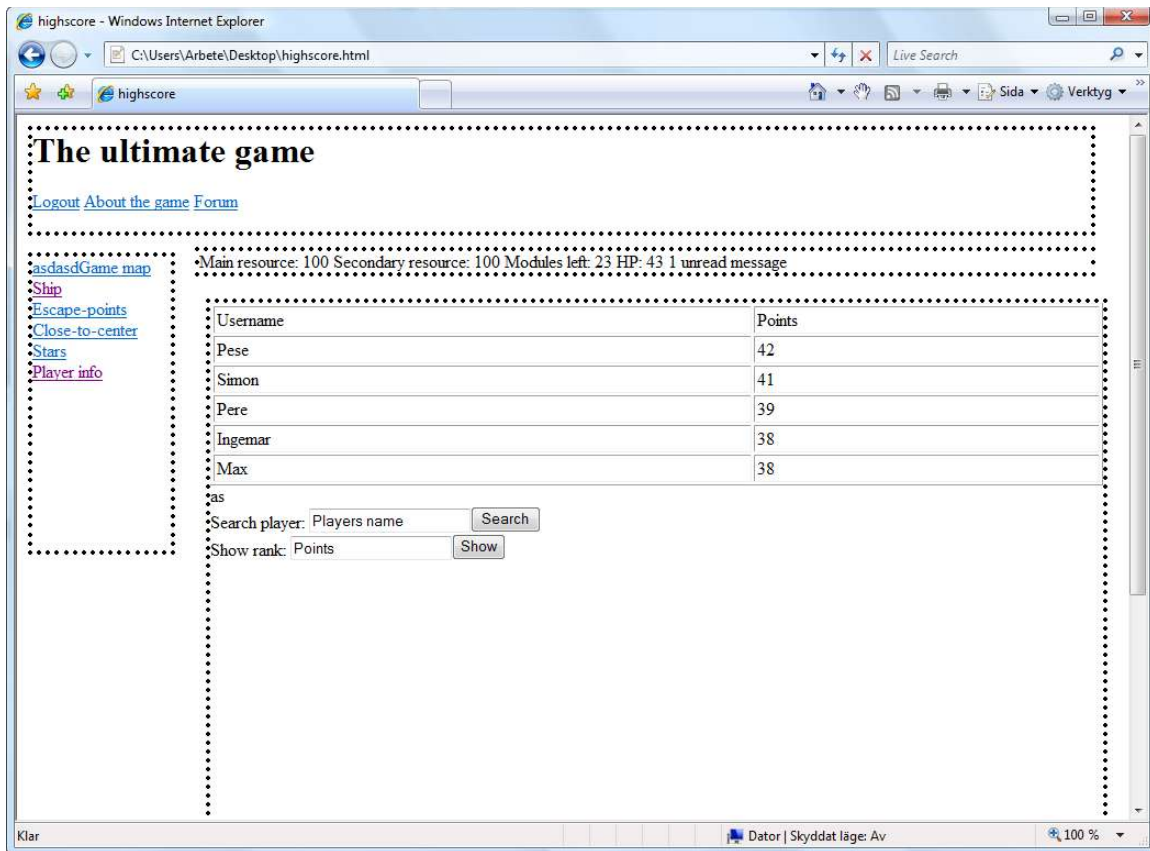 highscore - Windows Internet Explorer
C:\Users\Arbete\Desktop\highscore.html
Live Search
highscore
Sida
Verktyg
The ultimate game
Logout About the game Forum
asdasdGame map
Ship
Escape-points
Close-to-center
Stars
Player info
Main resource: 100 Secondary resource: 100 Modules left: 23 HP: 43 1 unread message
Username Points
Pese 42
Simon 41
Pere 39
Ingemar 38
Max 38
as
Search player: Players name Search
Show rank: Points Show
Klar
Dator | Skyddat läge: Av
100 %